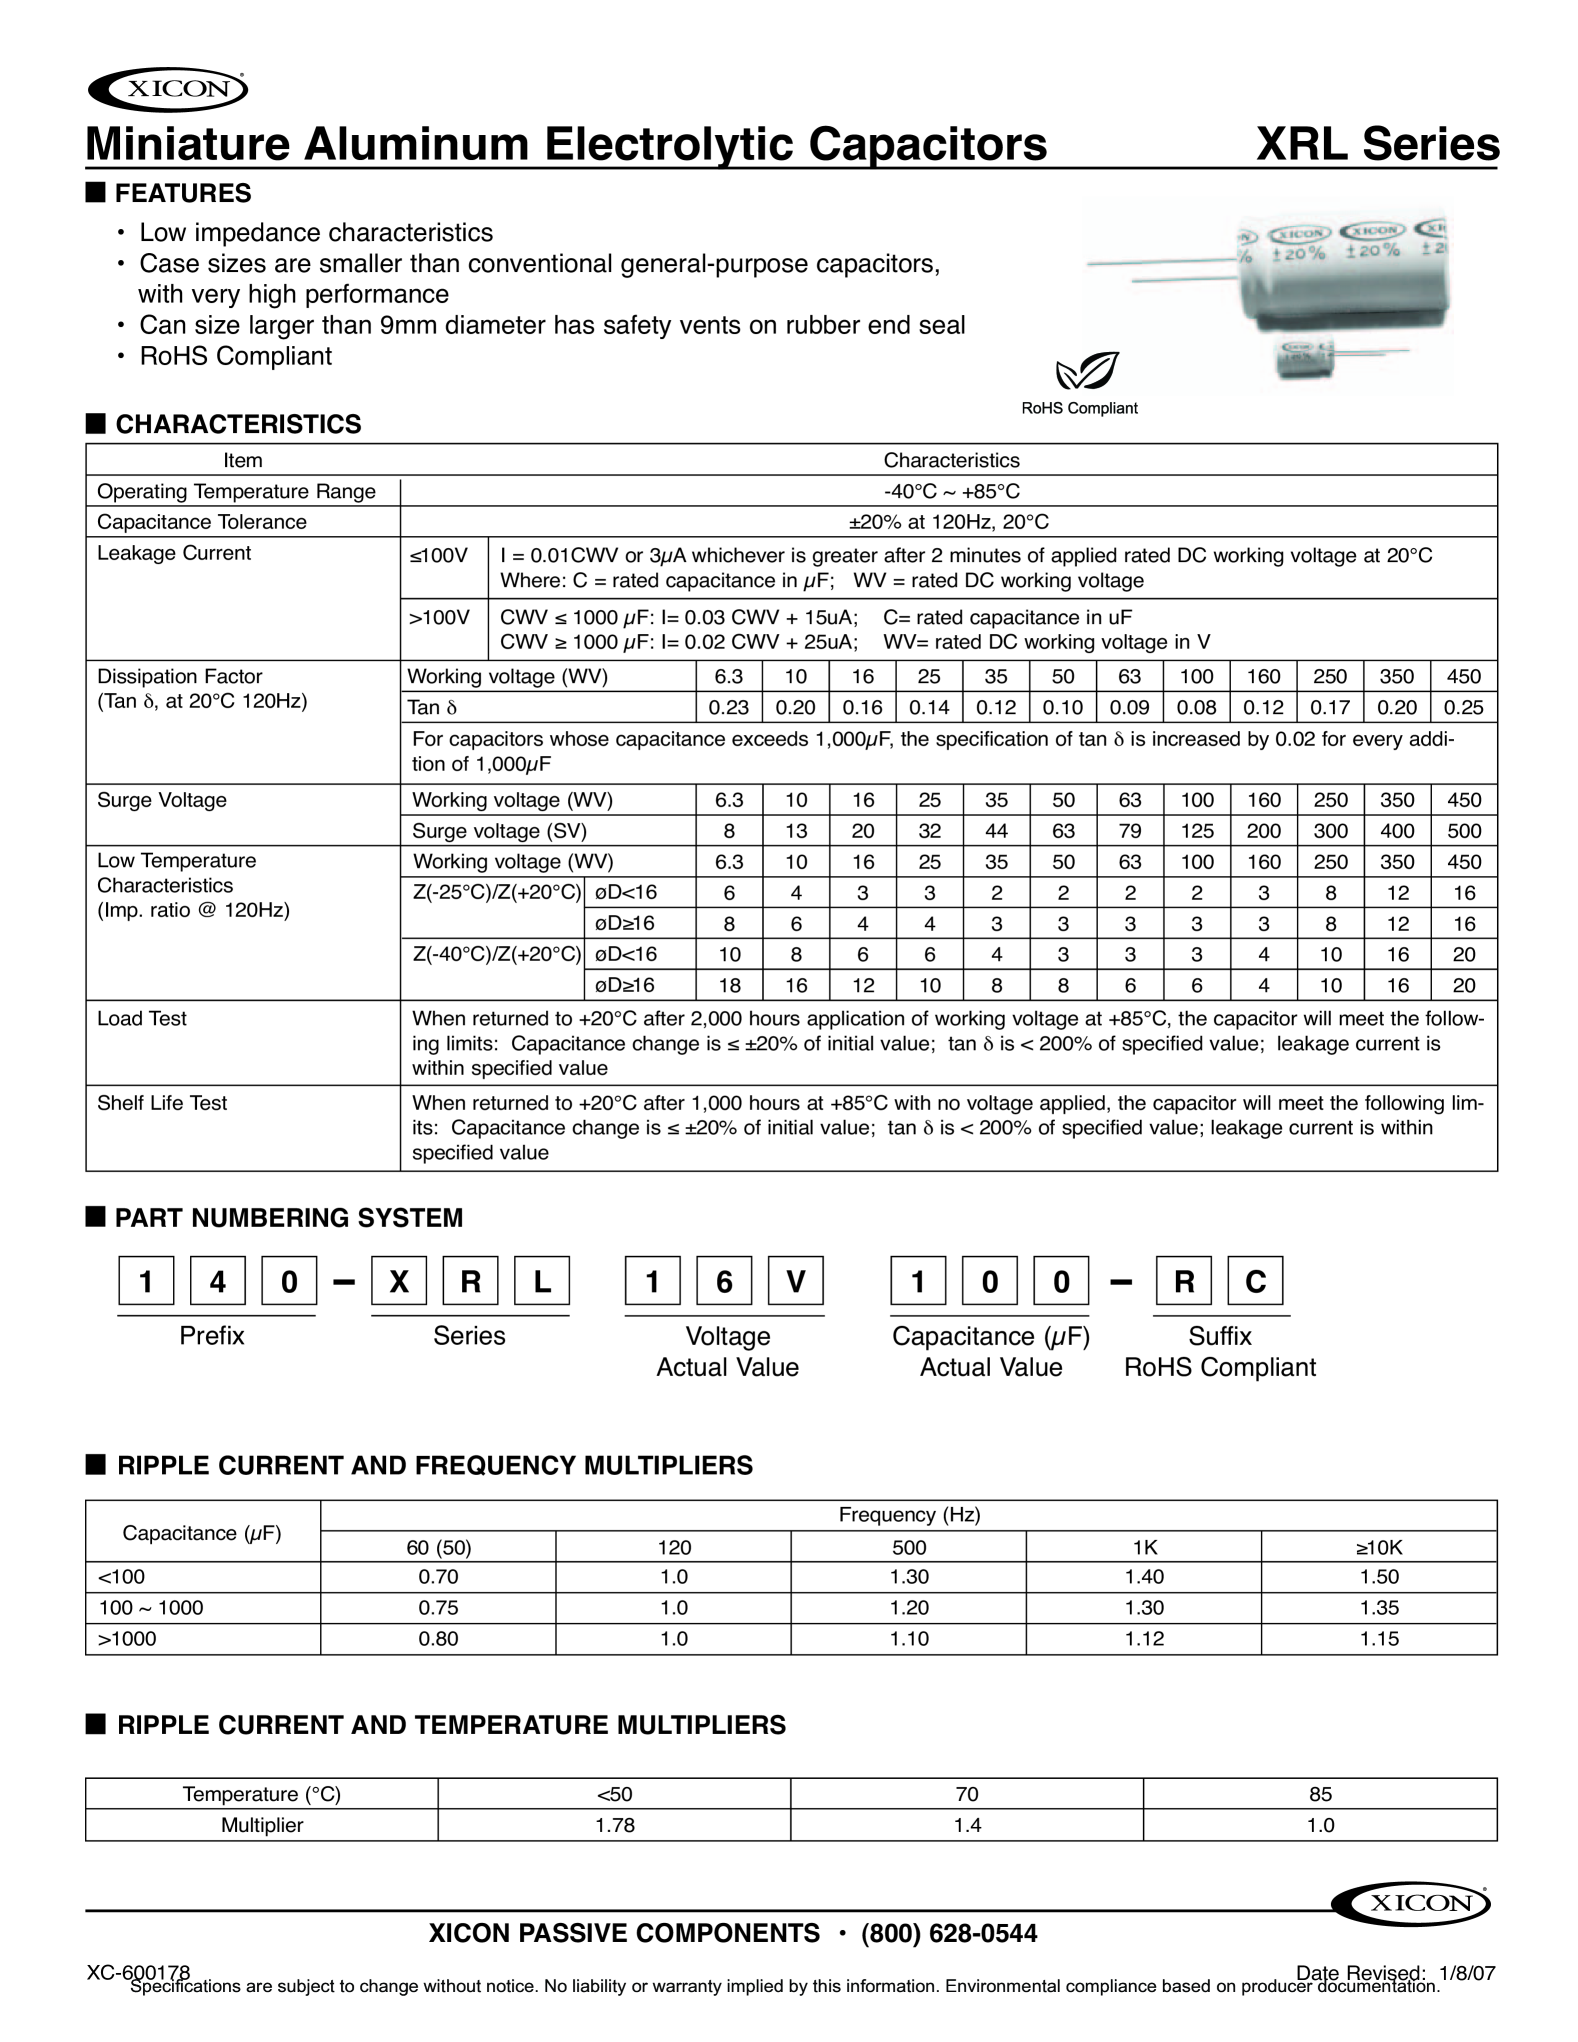 XICON®
Miniature Aluminum Electrolytic Capacitors XRL Series
■ FEATURES
• Low impedance characteristics
• Case sizes are smaller than conventional general-purpose capacitors,
with very high performance
• Can size larger than 9mm diameter has safety vents on rubber end seal
• RoHS Compliant
XICON XICON
±20% ±20% ±2
XICON
RoHS Compliant
■ CHARACTERISTICS
Item Characteristics
Operating Temperature Range -40°C ~ +85°C
Capacitance Tolerance ±20% at 120Hz, 20°C
Leakage Current ≤100V I = 0.01CWV or 3µA whichever is greater after 2 minutes of applied rated DC working voltage at 20°C
Where: C = rated capacitance in µF; WV = rated DC working voltage
>100V CWV ≤ 1000 µF: I= 0.03 CWV + 15uA; C= rated capacitance in uF
CWV ≥ 1000 µF: I= 0.02 CWV + 25uA; WV= rated DC working voltage in V
Dissipation Factor Working voltage (WV) 6.3 10 16 25 35 50 63 100 160 250 350 450
(Tan δ, at 20°C 120Hz) Tan δ 0.23 0.20 0.16 0.14 0.12 0.10 0.09 0.08 0.12 0.17 0.20 0.25
For capacitors whose capacitance exceeds 1,000µF, the specification of tan δ is increased by 0.02 for every addi-
tion of 1,000µF
Surge Voltage Working voltage (WV) 6.3 10 16 25 35 50 63 100 160 250 350 450
Surge voltage (SV) 8 13 20 32 44 63 79 125 200 300 400 500
Low Temperature Working voltage (WV) 6.3 10 16 25 35 50 63 100 160 250 350 450
Characteristics Z(-25°C)/Z(+20°C) øD<16 6 4 3 3 2 2 2 2 3 8 12 16
(Imp. ratio @ 120Hz) øD≥16 8 6 4 4 3 3 3 3 3 8 12 16
Z(-40°C)/Z(+20°C) øD<16 10 8 6 6 4 3 3 3 4 10 16 20
øD≥16 18 16 12 10 8 8 6 6 4 10 16 20
Load Test When returned to +20°C after 2,000 hours application of working voltage at +85°C, the capacitor will meet the follow-
ing limits: Capacitance change is ≤ ±20% of initial value; tan δ is < 200% of specified value; leakage current is
within specified value
Shelf Life Test When returned to +20°C after 1,000 hours at +85°C with no voltage applied, the capacitor will meet the following lim-
its: Capacitance change is ≤ ±20% of initial value; tan δ is < 200% of specified value; leakage current is within
specified value
■ PART NUMBERING SYSTEM
1 4 0 – X R L 1 6 V 1 0 0 – R C
Prefix Series Voltage Capacitance (µF) Suffix
Actual Value Actual Value RoHS Compliant
■ RIPPLE CURRENT AND FREQUENCY MULTIPLIERS
Capacitance (µF) Frequency (Hz)
60 (50) 120 500 1K ≥10K
<100 0.70 1.0 1.30 1.40 1.50
100 ~ 1000 0.75 1.0 1.20 1.30 1.35
>1000 0.80 1.0 1.10 1.12 1.15
■ RIPPLE CURRENT AND TEMPERATURE MULTIPLIERS
Temperature (°C) <50 70 85
Multiplier 1.78 1.4 1.0
XICON®
XICON PASSIVE COMPONENTS • (800) 628-0544
XC-600178 Date Revised: 1/8/07
Specifications are subject to change without notice. No liability or warranty implied by this information. Environmental compliance based on producer documentation.